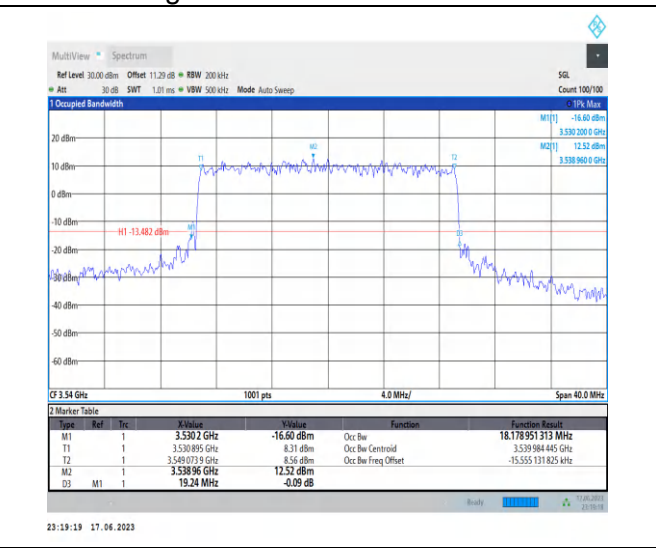 MultiView Spectrum
Ref Level 30.00 dBm Offset 11.29 dB RBW 200 kHz SGL
Att 30 dB SWT 1.01 ms VBW 500 kHz Mode Auto Sweep Count 100/100
1 Occupied Bandwidth 1Pk Max
M1[1] -16.60 dBm
3.530 200 0 GHz
M2[1] 12.52 dBm
3.538 960 0 GHz
20 dBm
M2
T1 T2
10 dBm
0 dBm
-10 dBm
M1
H1 -13.482 dBm D3
-20 dBm
-30 dBm
-40 dBm
-50 dBm
-60 dBm
CF 3.54 GHz 1001 pts 4.0 MHz/ Span 40.0 MHz
2 Marker Table
Type Ref Trc X-Value Y-Value Function Function Result
M1 1 3.530 2 GHz -16.60 dBm Occ Bw 18.178 951 313 MHz
T1 1 3.530 895 GHz 8.31 dBm Occ Bw Centroid 3.539 984 445 GHz
T2 1 3.549 073 9 GHz 8.56 dBm Occ Bw Freq Offset -15.555 131 825 kHz
M2 1 3.538 96 GHz 12.52 dBm
D3 M1 1 19.24 MHz -0.09 dB
Ready 17.06.2023
23:19:18
23:19:19 17.06.2023